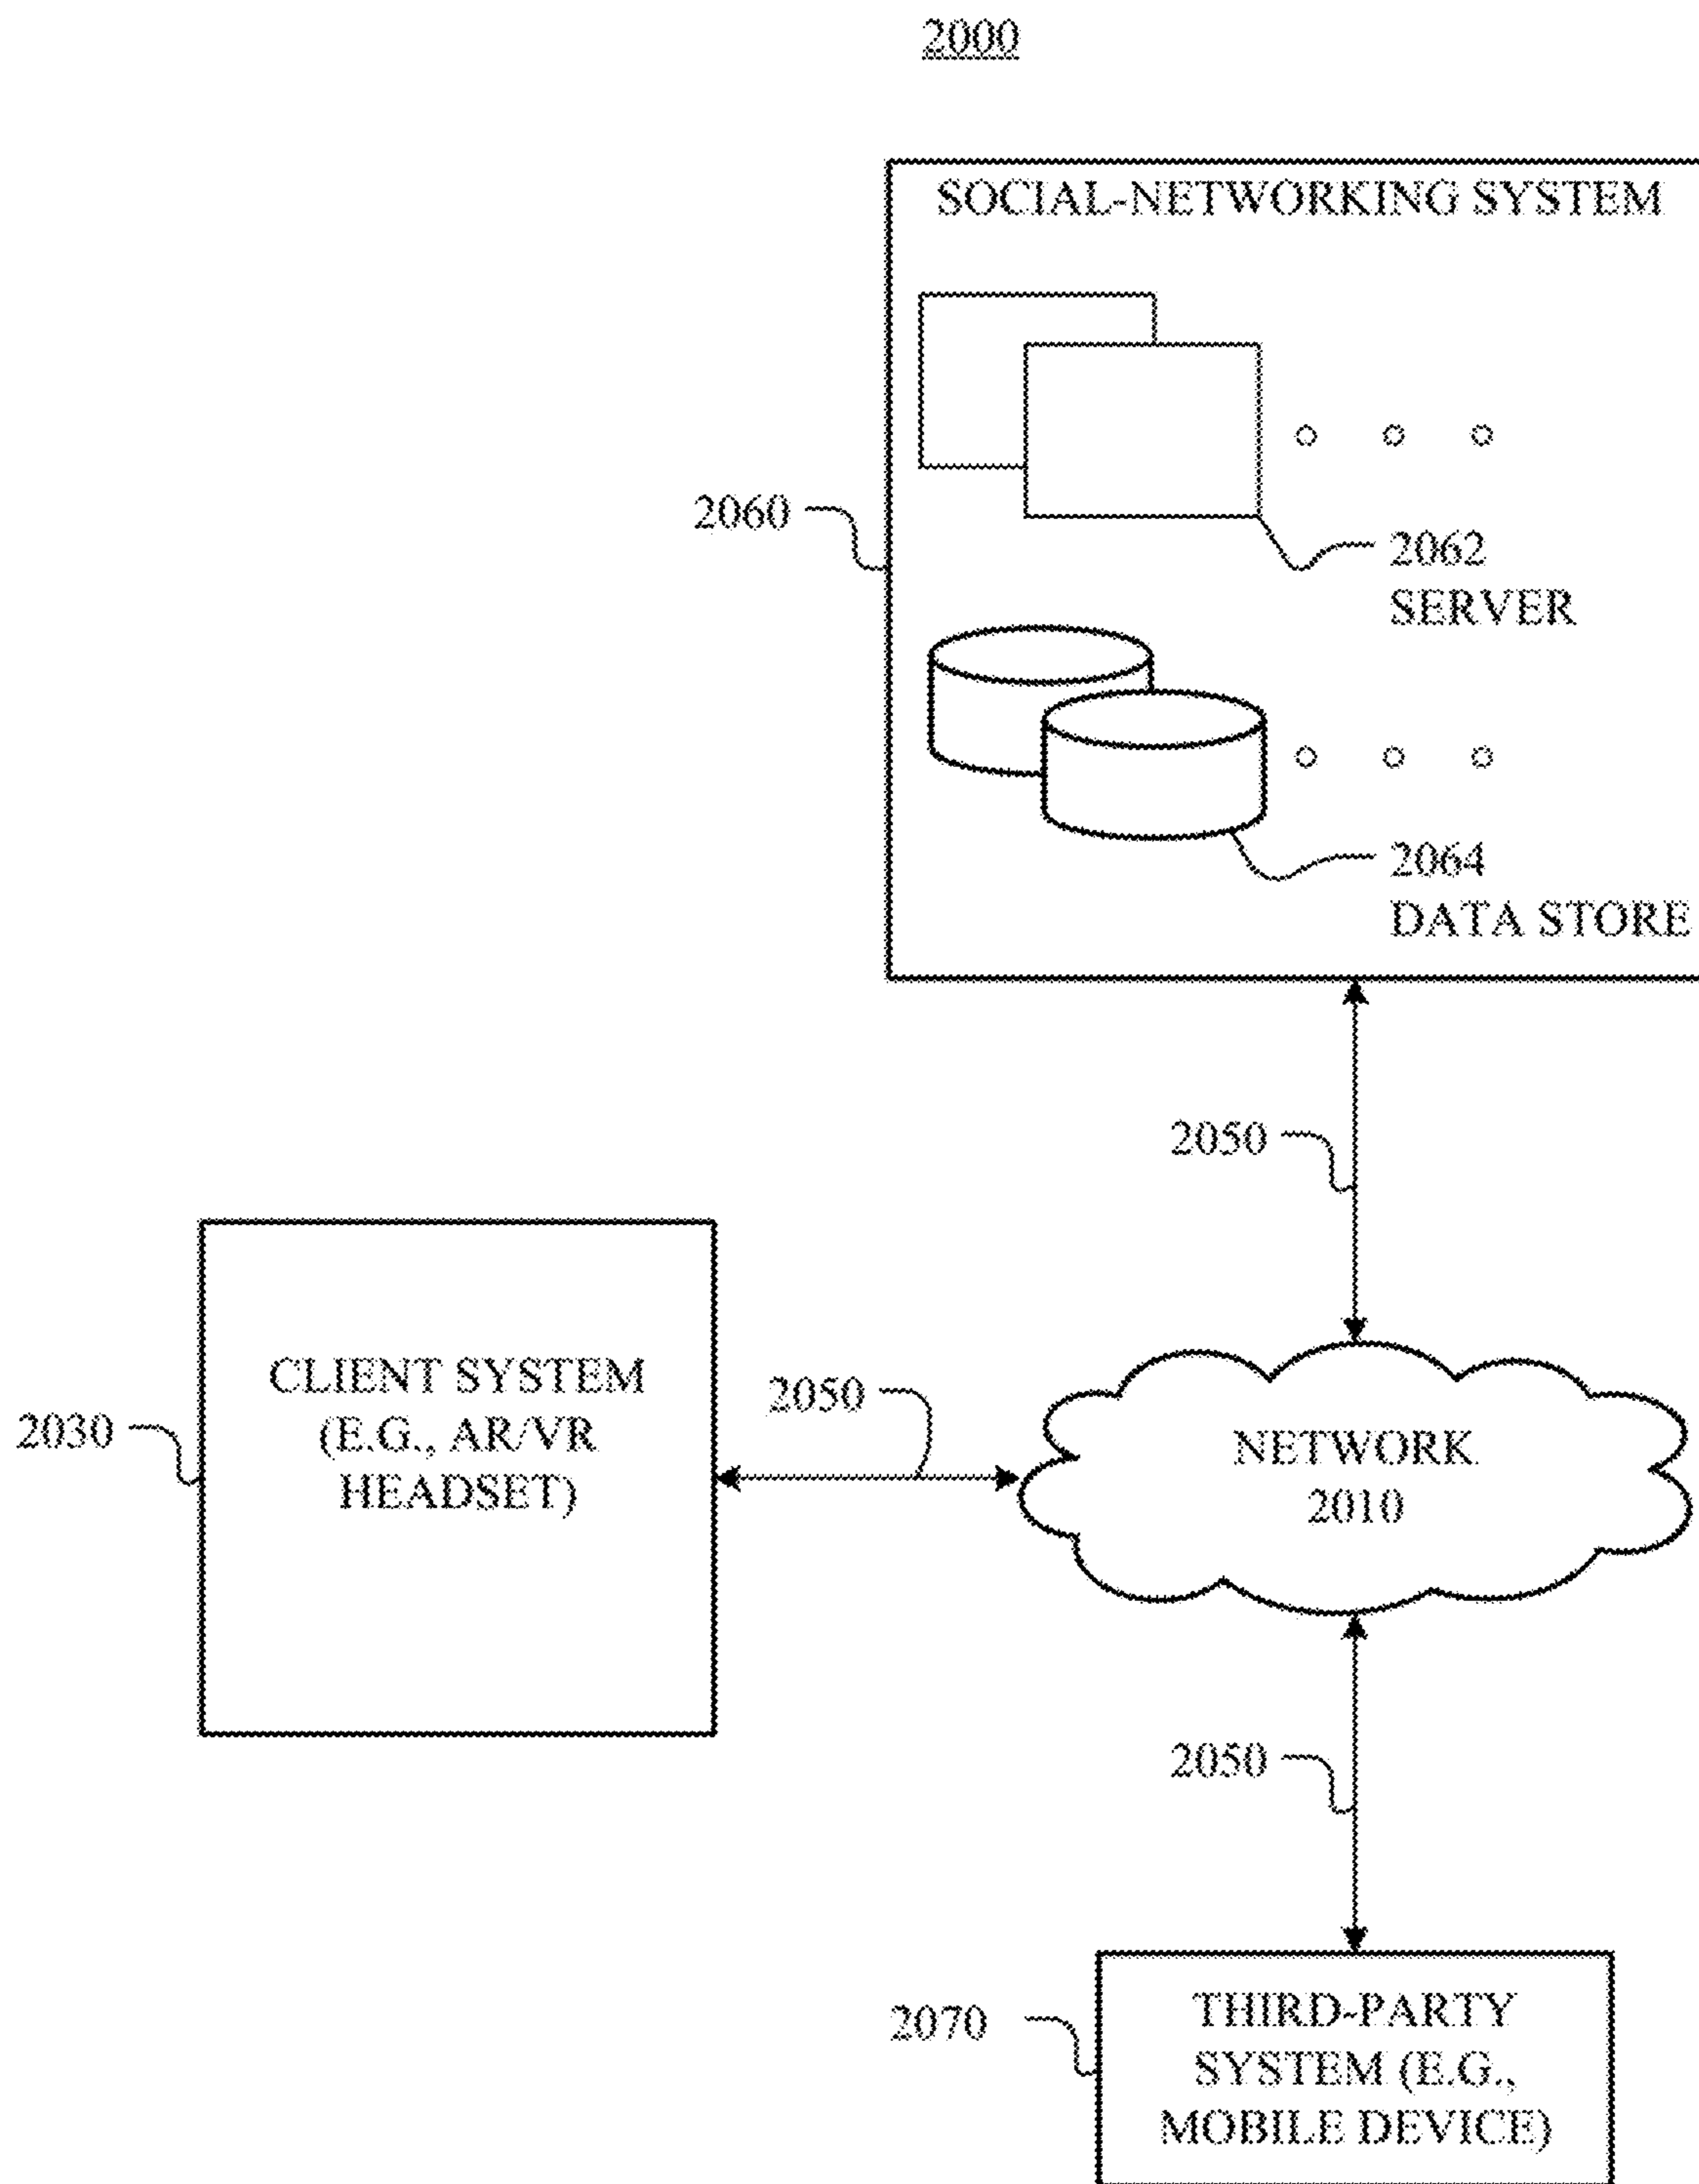 2000
SOCIAL-NETWORKING SYSTEM
2060
2062
SERVER
2064
DATA STORE
2050
CLIENT SYSTEM
(E.G., AR/VR
HEADSET)
2030
2050
NETWORK
2010
2050
2070
THIRD-PARTY
SYSTEM (E.G.,
MOBILE DEVICE)